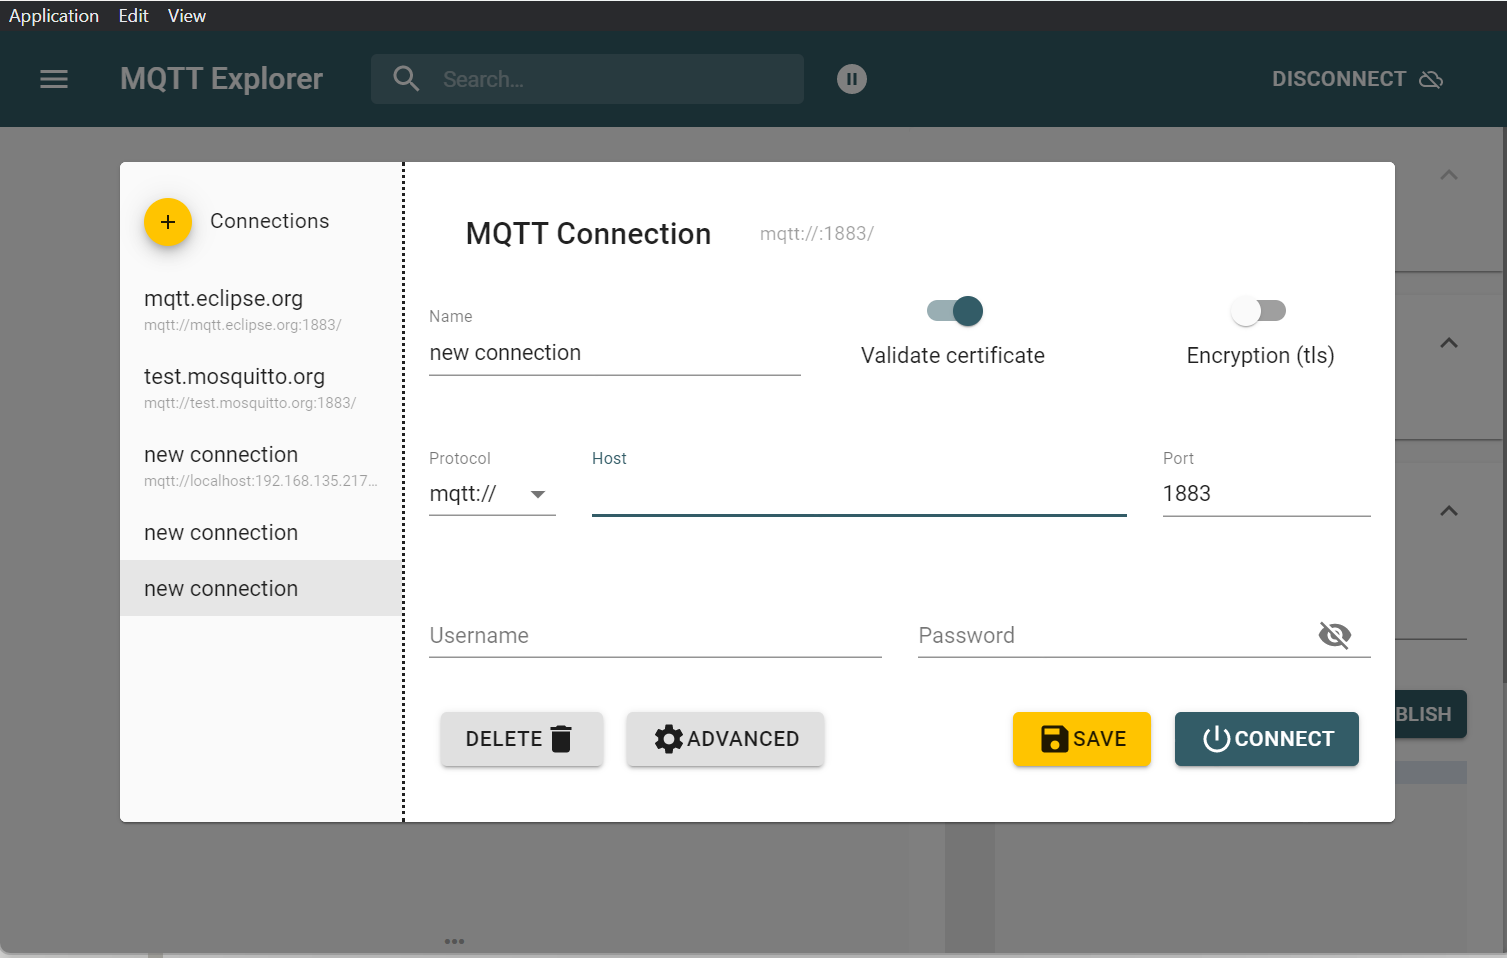 Application Edit View
MQTT Explorer Search... DISCONNECT
Connections
mqtt.eclipse.org
mqtt://mqtt.eclipse.org:1883/
test.mosquitto.org
mqtt://test.mosquitto.org:1883/
new connection
mqtt://localhost:192.168.135.217...
new connection
new connection
MQTT Connection mqtt://:1883/
Name
new connection
Validate certificate
Encryption (tls)
Protocol Host Port
mqtt:// 1883
Username Password
DELETE ADVANCED SAVE CONNECT
BLISH